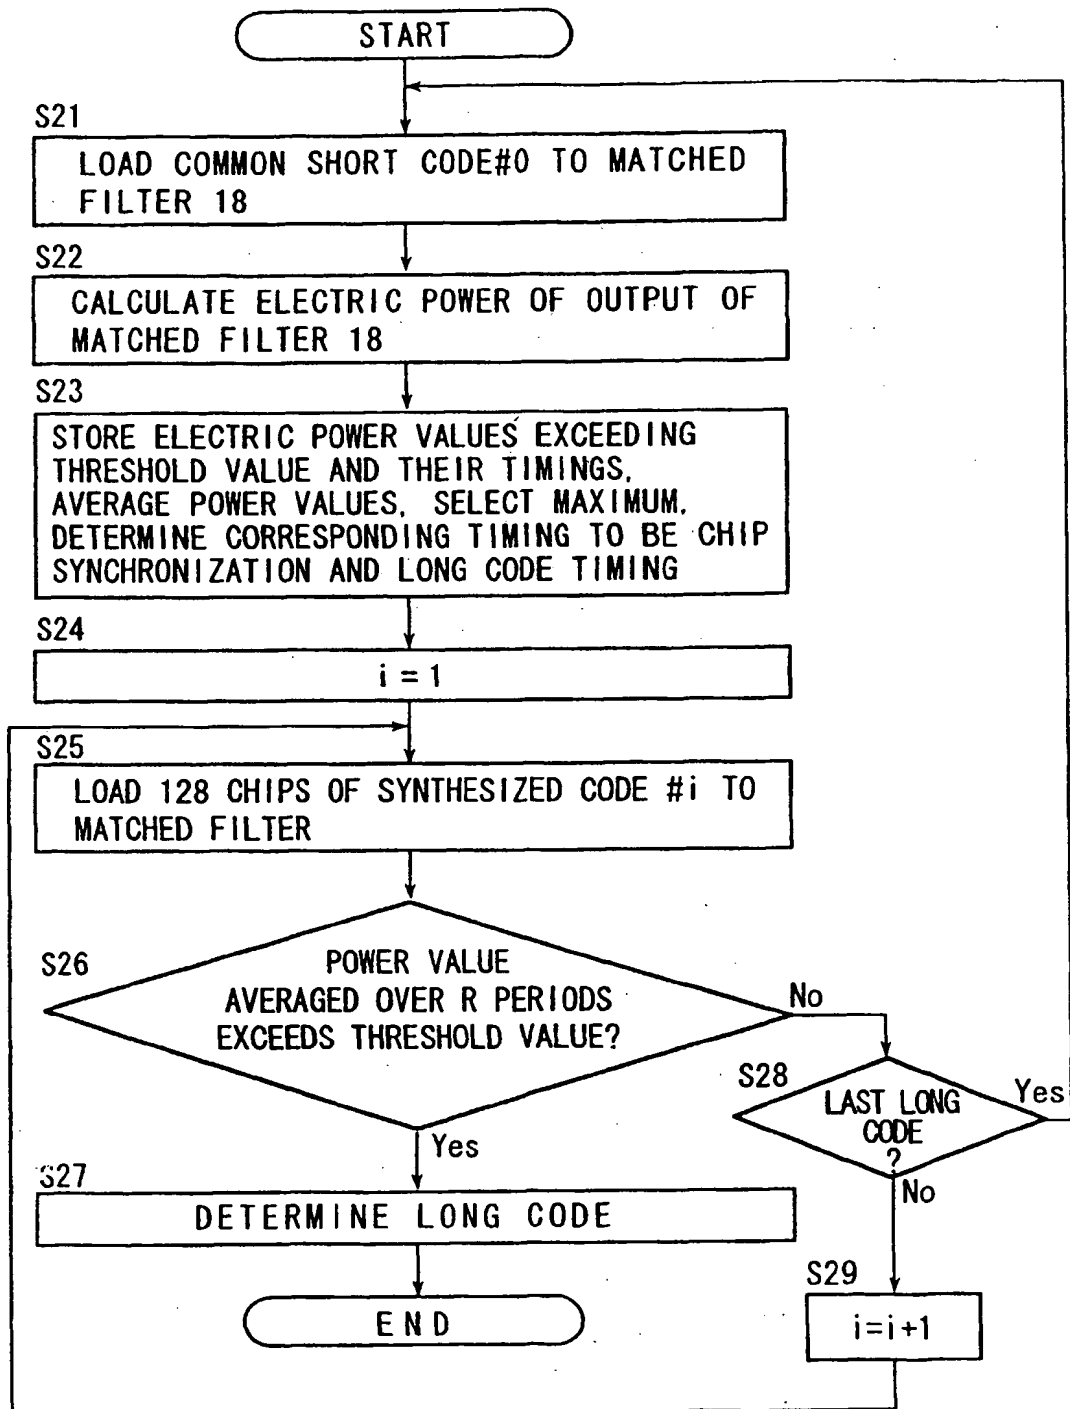 START
S21
LOAD COMMON SHORT CODE#0 TO MATCHED
FILTER 18
S22
CALCULATE ELECTRIC POWER OF OUTPUT OF
MATCHED FILTER 18
S23
STORE ELECTRIC POWER VALUES EXCEEDING
THRESHOLD VALUE AND THEIR TIMINGS,
AVERAGE POWER VALUES, SELECT MAXIMUM,
DETERMINE CORRESPONDING TIMING TO BE CHIP
SYNCHRONIZATION AND LONG CODE TIMING
S24
i = 1
S25
LOAD 128 CHIPS OF SYNTHESIZED CODE #i TO
MATCHED FILTER
S26
POWER VALUE
AVERAGED OVER R PERIODS
EXCEEDS THRESHOLD VALUE?
No
S28
LAST LONG
CODE
?
Yes
Yes
No
S27
DETERMINE LONG CODE
S29
i=i+1
END